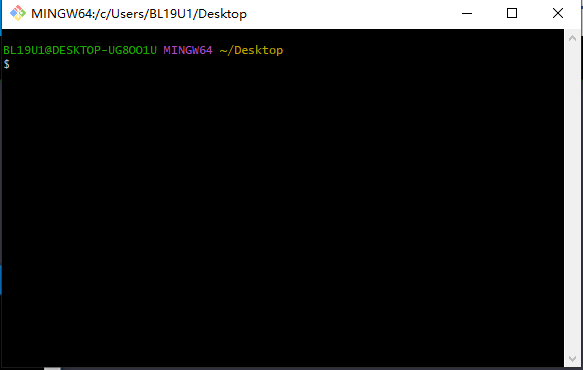 MINGW64:/c/Users/BL19U1/Desktop
BL19U1@DESKTOP-UG8OO1U MINGW64 ~/Desktop
$